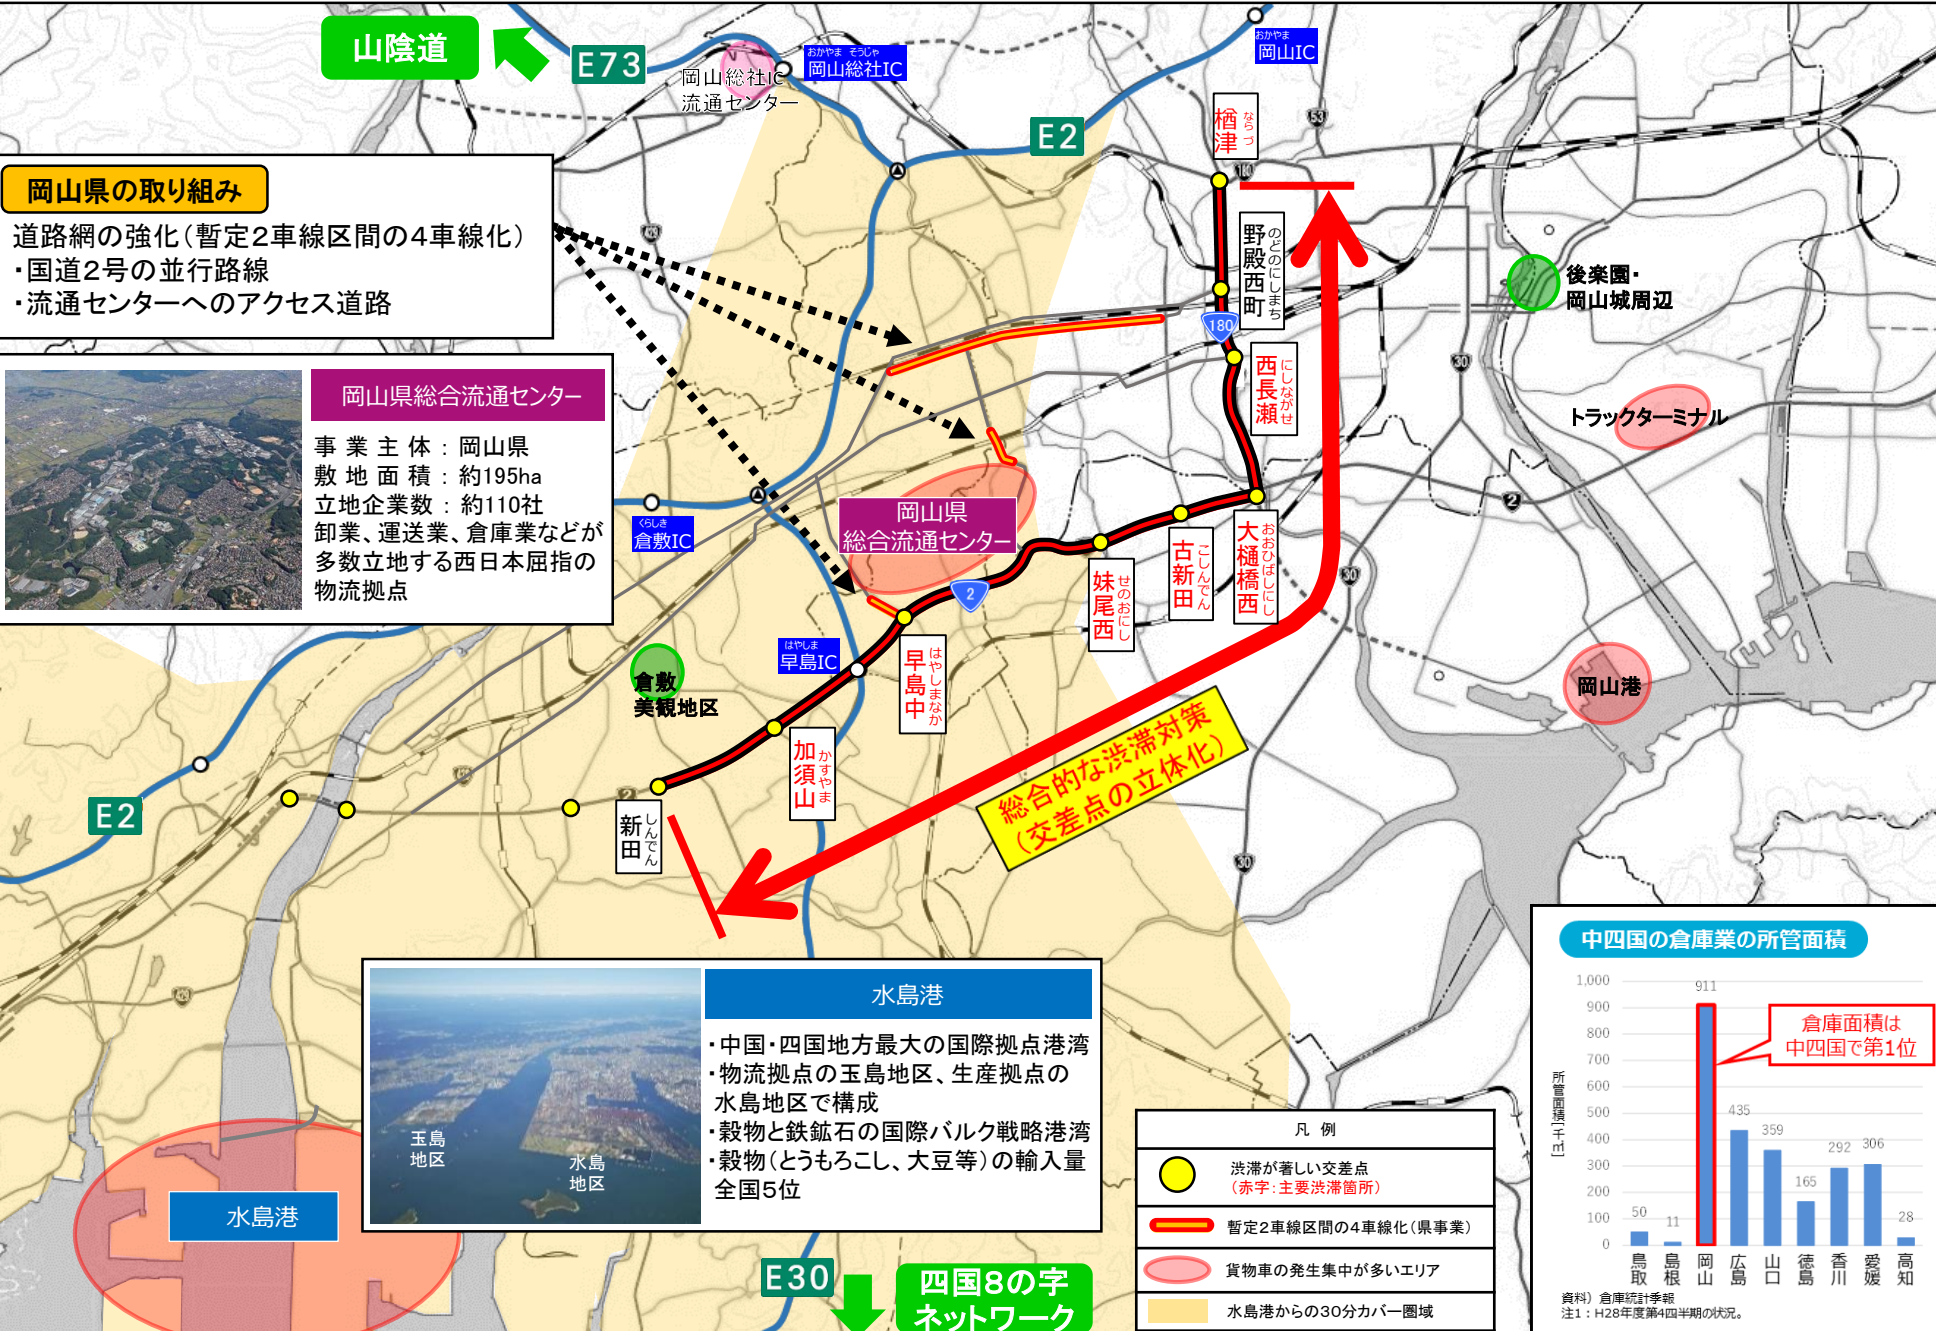 山陰道
E73
岡山総社IC
流通センター
おかやま そうじゃ
岡山総社IC
おかやま
岡山IC
E2
楢津
ならづ
53
180
岡山県の取り組み
道路網の強化（暫定2車線区間の4車線化）
・国道2号の並行路線
・流通センターへのアクセス道路
429
野殿西町
のどのにしまち
180
後楽園・
岡山城周辺
西長瀬
にしながせ
30
トラックターミナル
岡山県総合流通センター
事業主体：岡山県
敷地面積：約195ha
立地企業数：約110社
卸業、運送業、倉庫業などが
多数立地する西日本屈指の
物流拠点
くらしき
倉敷IC
岡山県
総合流通センター
2
2
妹尾西
せのおにし
古新田
こしんでん
大樋橋西
おおひばしにし
30
はやしま
早島IC
早島中
はやしまなか
倉敷
美観地区
岡山港
加須山
かすやま
総合的な渋滞対策
（交差点の立体化）
E2
429
2
新田
しんでん
30
429
水島港
・中国・四国地方最大の国際拠点港湾
・物流拠点の玉島地区、生産拠点の
水島地区で構成
・穀物と鉄鉱石の国際バルク戦略港湾
・穀物（とうもろこし、大豆等）の輸入量
全国5位
玉島
地区
水島
地区
水島港
E30
四国8の字
ネットワーク
凡 例
渋滞が著しい交差点
（赤字：主要渋滞箇所）
暫定2車線区間の4車線化（県事業）
貨物車の発生集中が多いエリア
水島港からの30分カバー圏域
中四国の倉庫業の所管面積
所管面積［千㎡］
1,000
900
800
700
600
500
400
300
200
100
0
50
11
911
435
359
165
292
306
28
倉庫面積は
中四国で第1位
鳥取
島根
岡山
広島
山口
徳島
香川
愛媛
高知
資料）倉庫統計季報
注1：H28年度第4四半期の状況。